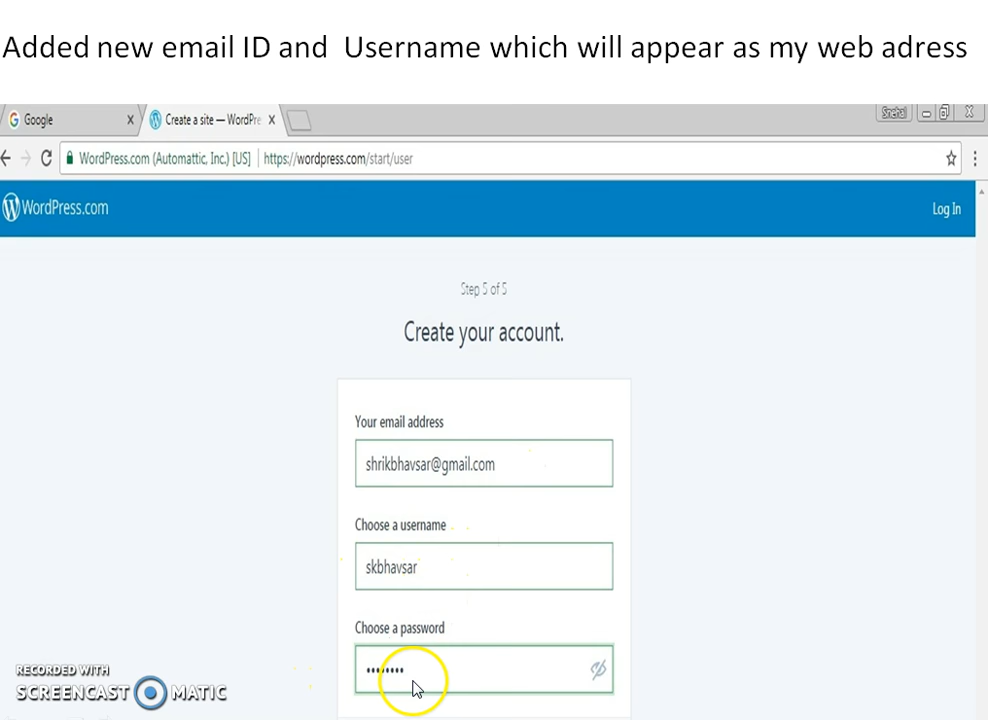 Added new email ID and Username which will appear as my web adress
Google
Create a site — WordPre
Snehal
WordPress.com (Automattic, Inc.) [US] https://wordpress.com/start/user
WordPress.com
Log In
Step 5 of 5
Create your account.
Your email address
shrikbhavsar@gmail.com
Choose a username
skbhavsar
Choose a password
••••••••
RECORDED WITH
SCREENCAST MATIC